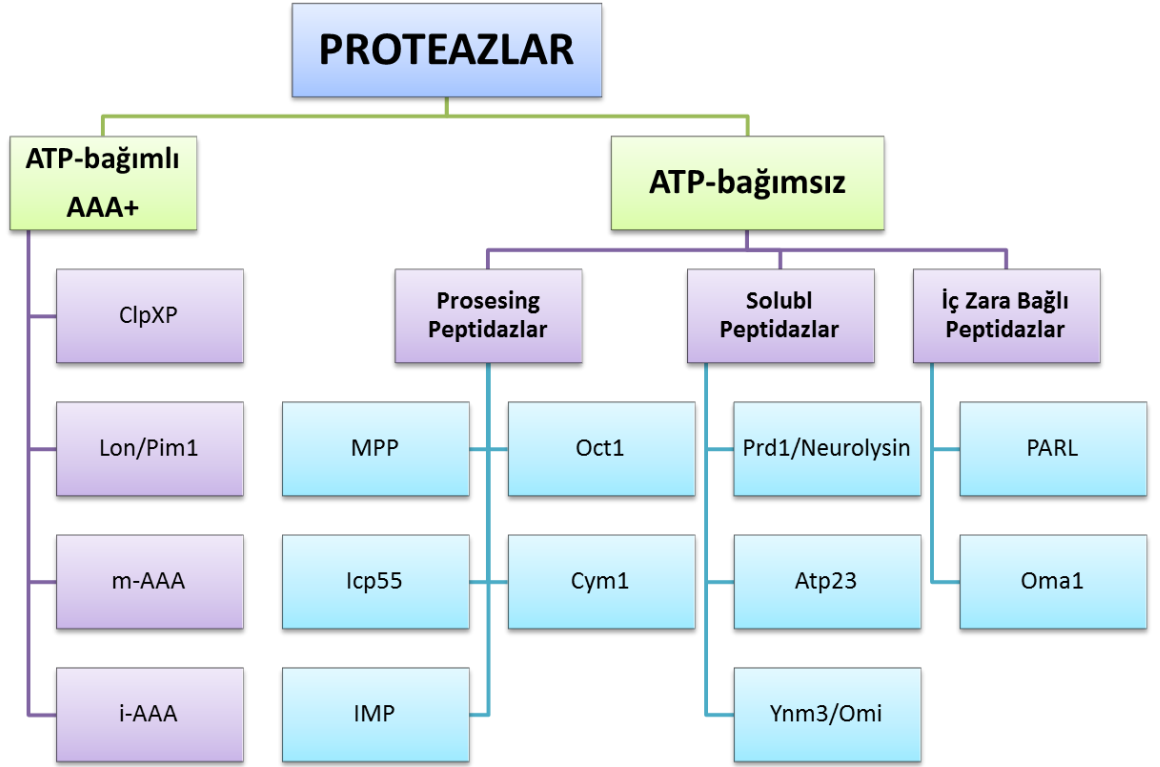 PROTEAZLAR
ATP-bağımlı
AAA+
ATP-bağımsız
ClpXP
Lon/Pim1
m-AAA
i-AAA
Prosesing
Peptidazlar
MPP
Oct1
Icp55
Cym1
IMP
Solubl
Peptidazlar
Prd1/Neurolysin
Atp23
Ynm3/Omi
İç Zara Bağlı
Peptidazlar
PARL
Oma1